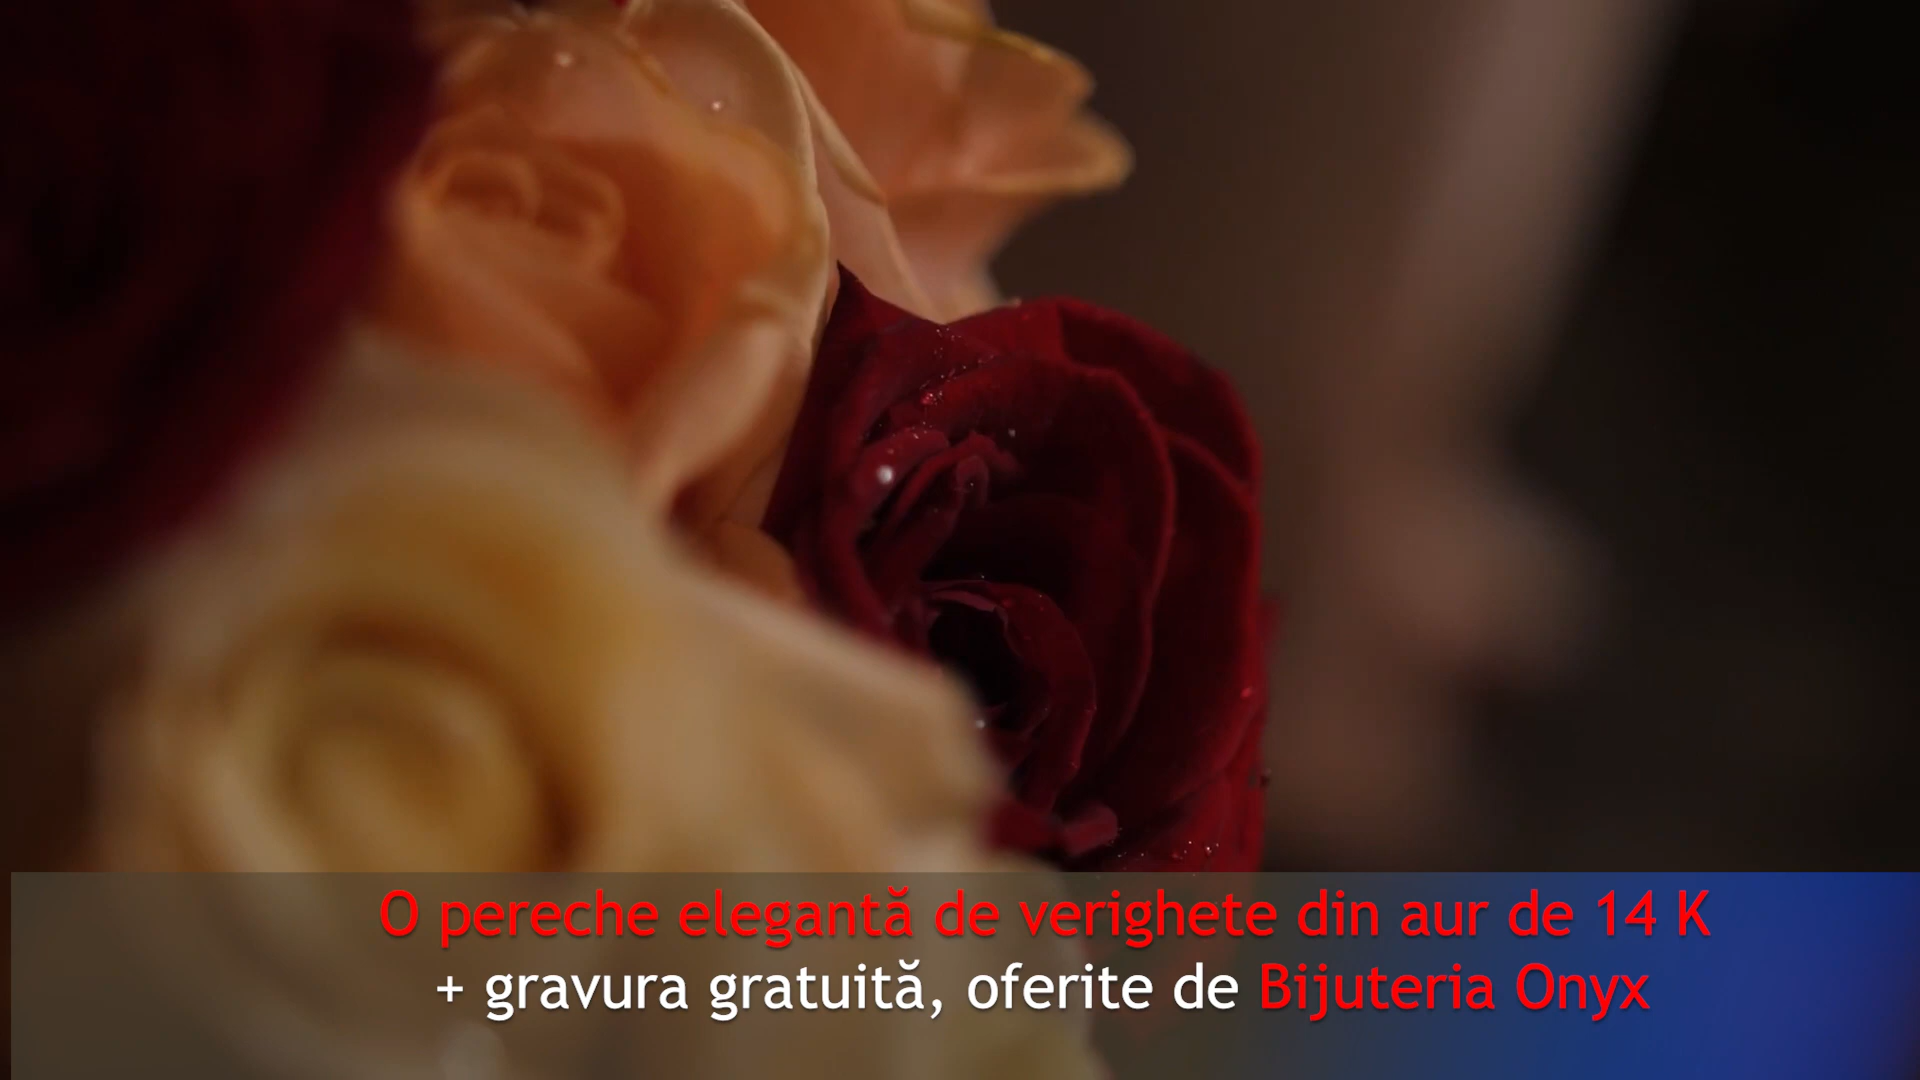 O pereche elegantă de verighete din aur de 14 K
+ gravura gratuită, oferite de Bijuteria Onyx